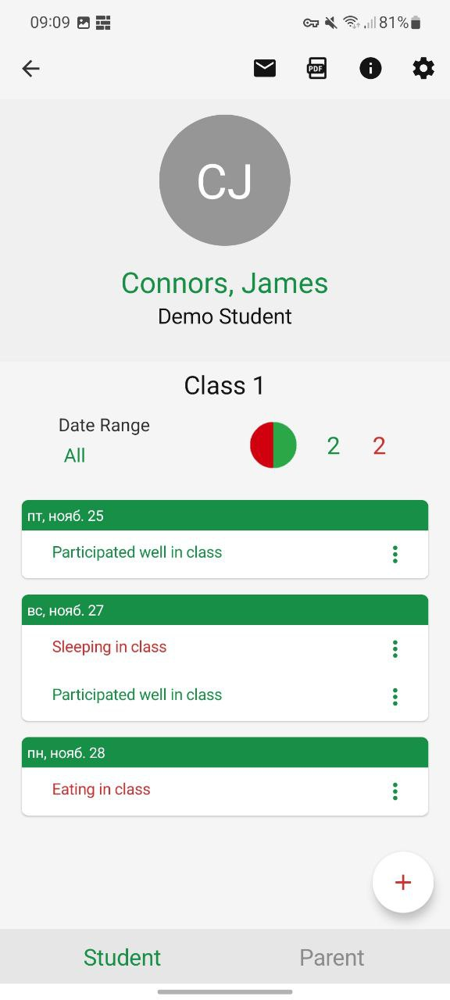 09:09 81%
PDF
CJ
Connors, James
Demo Student
Class 1
Date Range
All
2 2
пт, нояб. 25
Participated well in class
вс, нояб. 27
Sleeping in class
Participated well in class
пн, нояб. 28
Eating in class
+
Student Parent